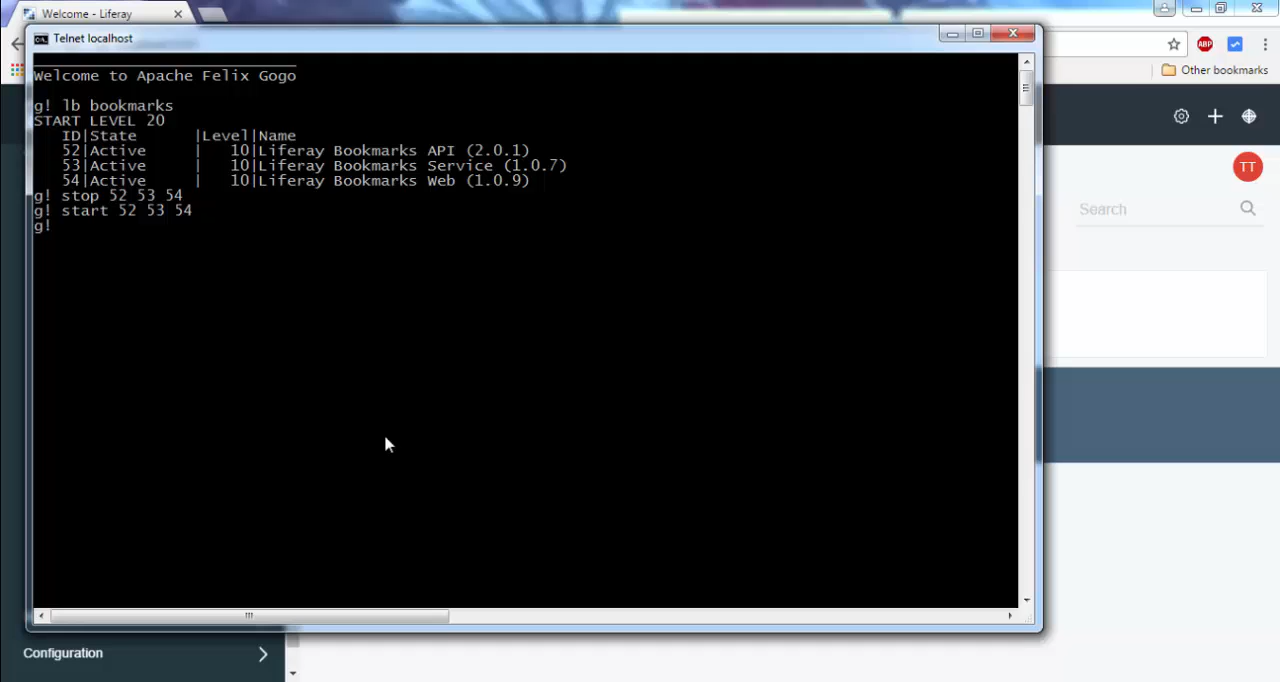 Welcome - Liferay
Telnet localhost
ABP
Other bookmarks
Welcome to Apache Felix Gogo
g! lb bookmarks
START LEVEL 20
ID|State |Level|Name
52|Active | 10|Liferay Bookmarks API (2.0.1)
53|Active | 10|Liferay Bookmarks Service (1.0.7)
54|Active | 10|Liferay Bookmarks Web (1.0.9)
g! stop 52 53 54
g! start 52 53 54
g!
TT
Search
Configuration